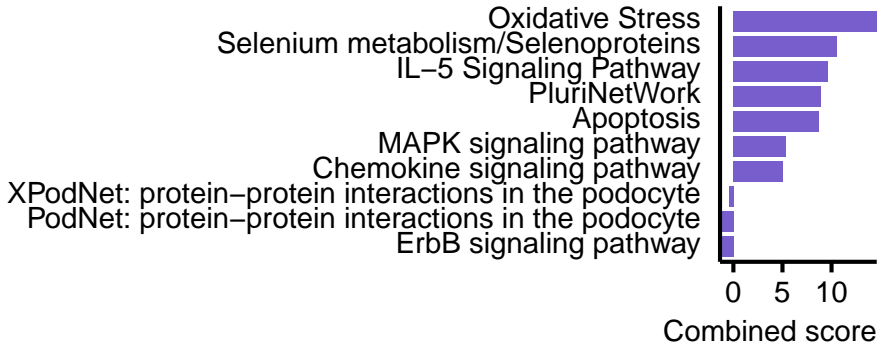 Oxidative Stress
Selenium metabolism/Selenoproteins
IL−5 Signaling Pathway
PluriNetWork
Apoptosis
MAPK signaling pathway
Chemokine signaling pathway
XPodNet: protein−protein interactions in the podocyte
PodNet: protein−protein interactions in the podocyte
ErbB signaling pathway
0 5 10
Combined score